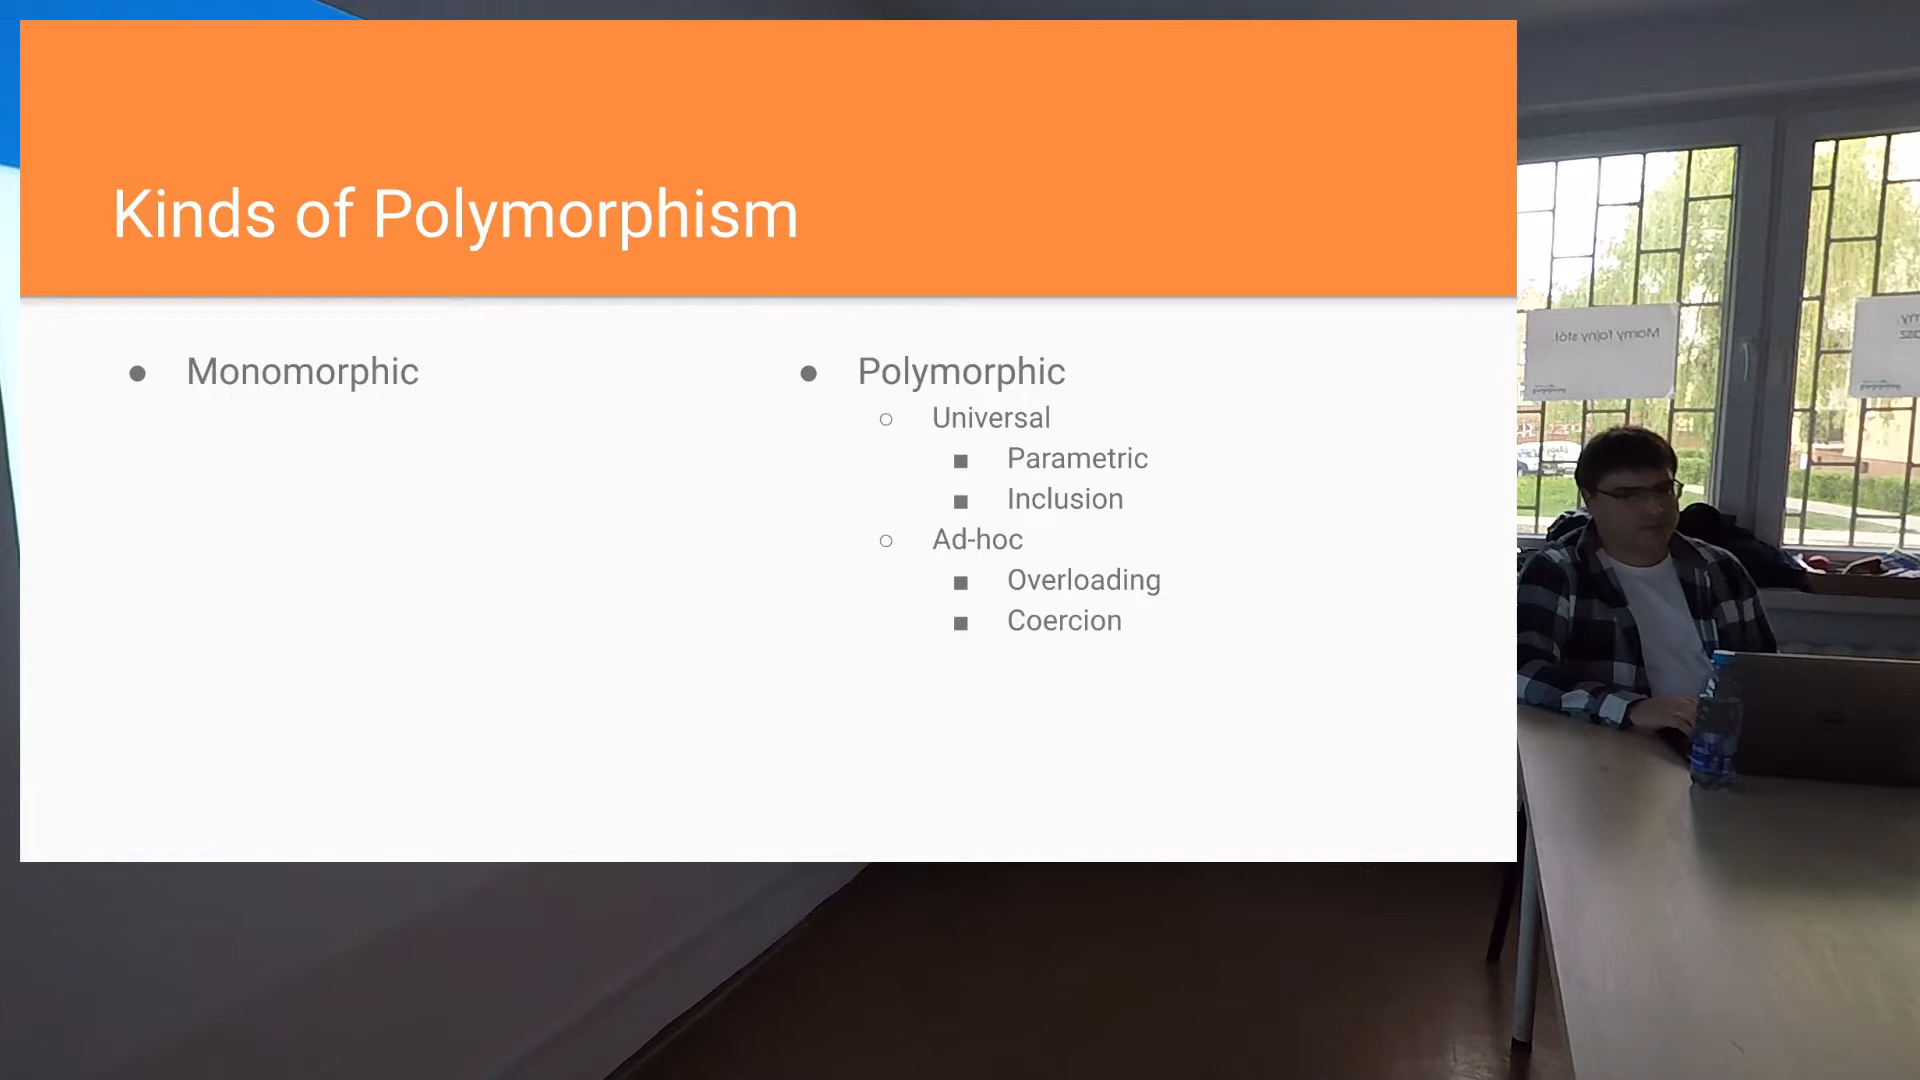 Kinds of Polymorphism
Monomorphic
Polymorphic
Universal
Parametric
Inclusion
Ad-hoc
Overloading
Coercion
Mamy fajny stół.